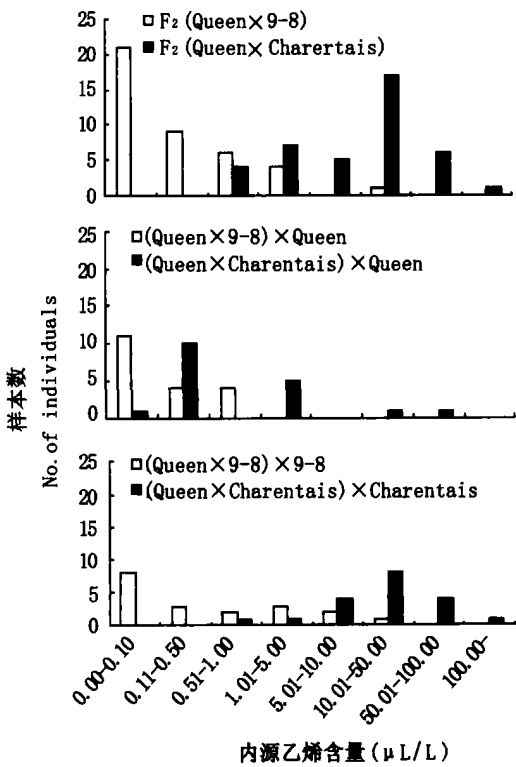 25
20
15
10
5
0
□F₂(Queen×9-8)
■F₂(Queen×Charertais)
25
20
15
10
5
0
□(Queen×9-8)×Queen
■(Queen×Charentais)×Queen
25
20
15
10
5
0
□(Queen×9-8)×9-8
■(Queen×Charentais)×Charentais
样本数
No. of individuals
0.00-0.10
0.11-0.50
0.51-1.00
1.01-5.00
5.01-10.00
10.01-50.00
50.01-100.00
100.00-
内源乙烯含量(μL/L)